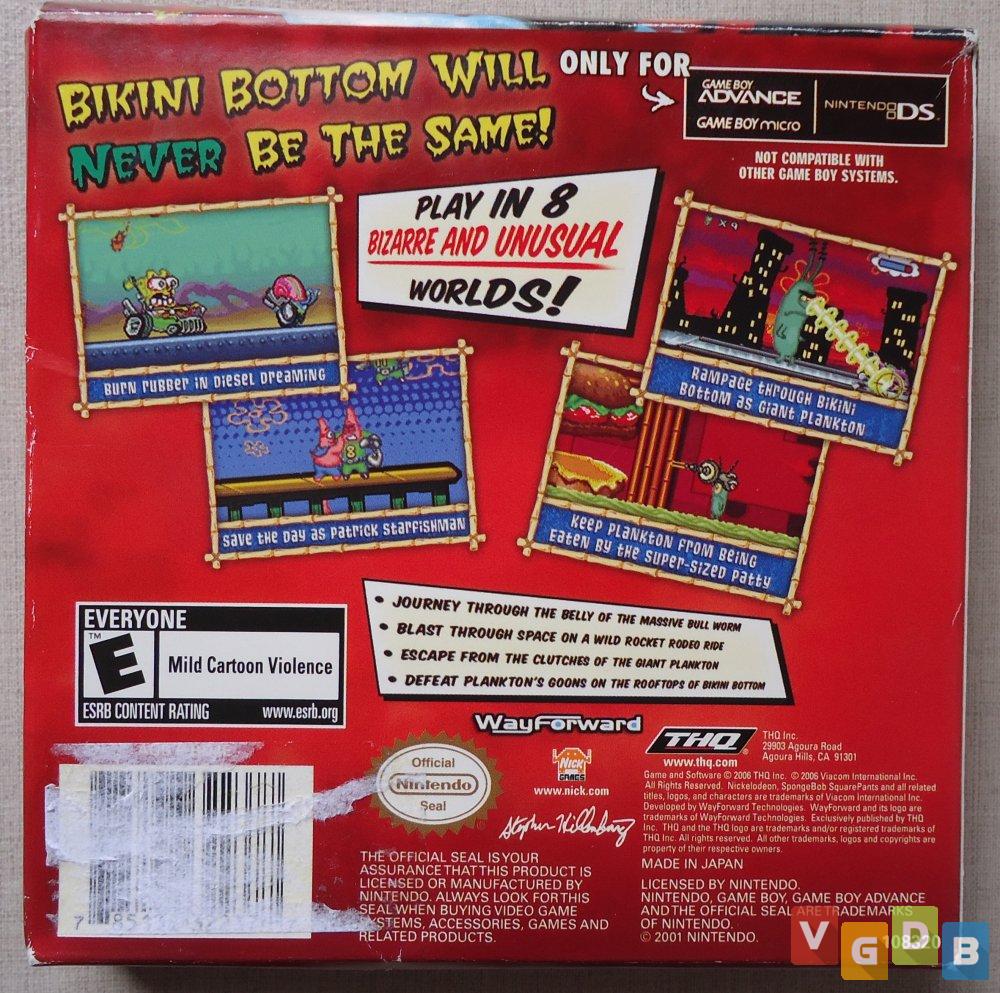 BIKINI BOTTOM WILL
NEVER BE THE SAME!
ONLY FOR
GAME BOY
ADVANCE
GAME BOY micro
NINTENDO DS™
NOT COMPATIBLE WITH
OTHER GAME BOY SYSTEMS.
PLAY IN 8
BIZARRE AND UNUSUAL
WORLDS!
BURN RUBBER IN DIESEL DREAMING
SAVE THE DAY AS PATRICK STARFISHMAN
RAMPAGE THROUGH BIKINI
BOTTOM AS GIANT PLANKTON
KEEP PLANKTON FROM BEING
EATEN BY THE SUPER-SIZED PATTY
• JOURNEY THROUGH THE BELLY OF THE MASSIVE BULL WORM
• BLAST THROUGH SPACE ON A WILD ROCKET RODEO RIDE
• ESCAPE FROM THE CLUTCHES OF THE GIANT PLANKTON
• DEFEAT PLANKTON'S GOONS ON THE ROOFTOPS OF BIKINI BOTTOM
EVERYONE
E™
Mild Cartoon Violence
ESRB CONTENT RATING www.esrb.org
WayForward
Official
Nintendo
Seal
NICK
GAMES
www.nick.com
Stephen Hillenburg
THQ®
www.thq.com
THQ Inc.
29903 Agoura Road
Agoura Hills, CA 91301
Game and Software © 2006 THQ Inc. © 2006 Viacom International Inc.
All Rights Reserved. Nickelodeon, SpongeBob SquarePants and all related
titles, logos, and characters are trademarks of Viacom International Inc.
Developed by WayForward Technologies. WayForward and its logo are
trademarks of WayForward Technologies. Exclusively published by THQ
Inc. THQ and the THQ logo are trademarks and/or registered trademarks of
THQ Inc. All rights reserved. All other trademarks, logos and copyrights are
property of their respective owners.
MADE IN JAPAN
THE OFFICIAL SEAL IS YOUR
ASSURANCE THAT THIS PRODUCT IS
LICENSED OR MANUFACTURED BY
NINTENDO. ALWAYS LOOK FOR THIS
SEAL WHEN BUYING VIDEO GAME
SYSTEMS, ACCESSORIES, GAMES AND
RELATED PRODUCTS.
LICENSED BY NINTENDO.
NINTENDO, GAME BOY ADVANCE
AND THE OFFICIAL SEAL ARE TRADEMARKS
OF NINTENDO.
© 2001 NINTENDO.
108320
VGDB